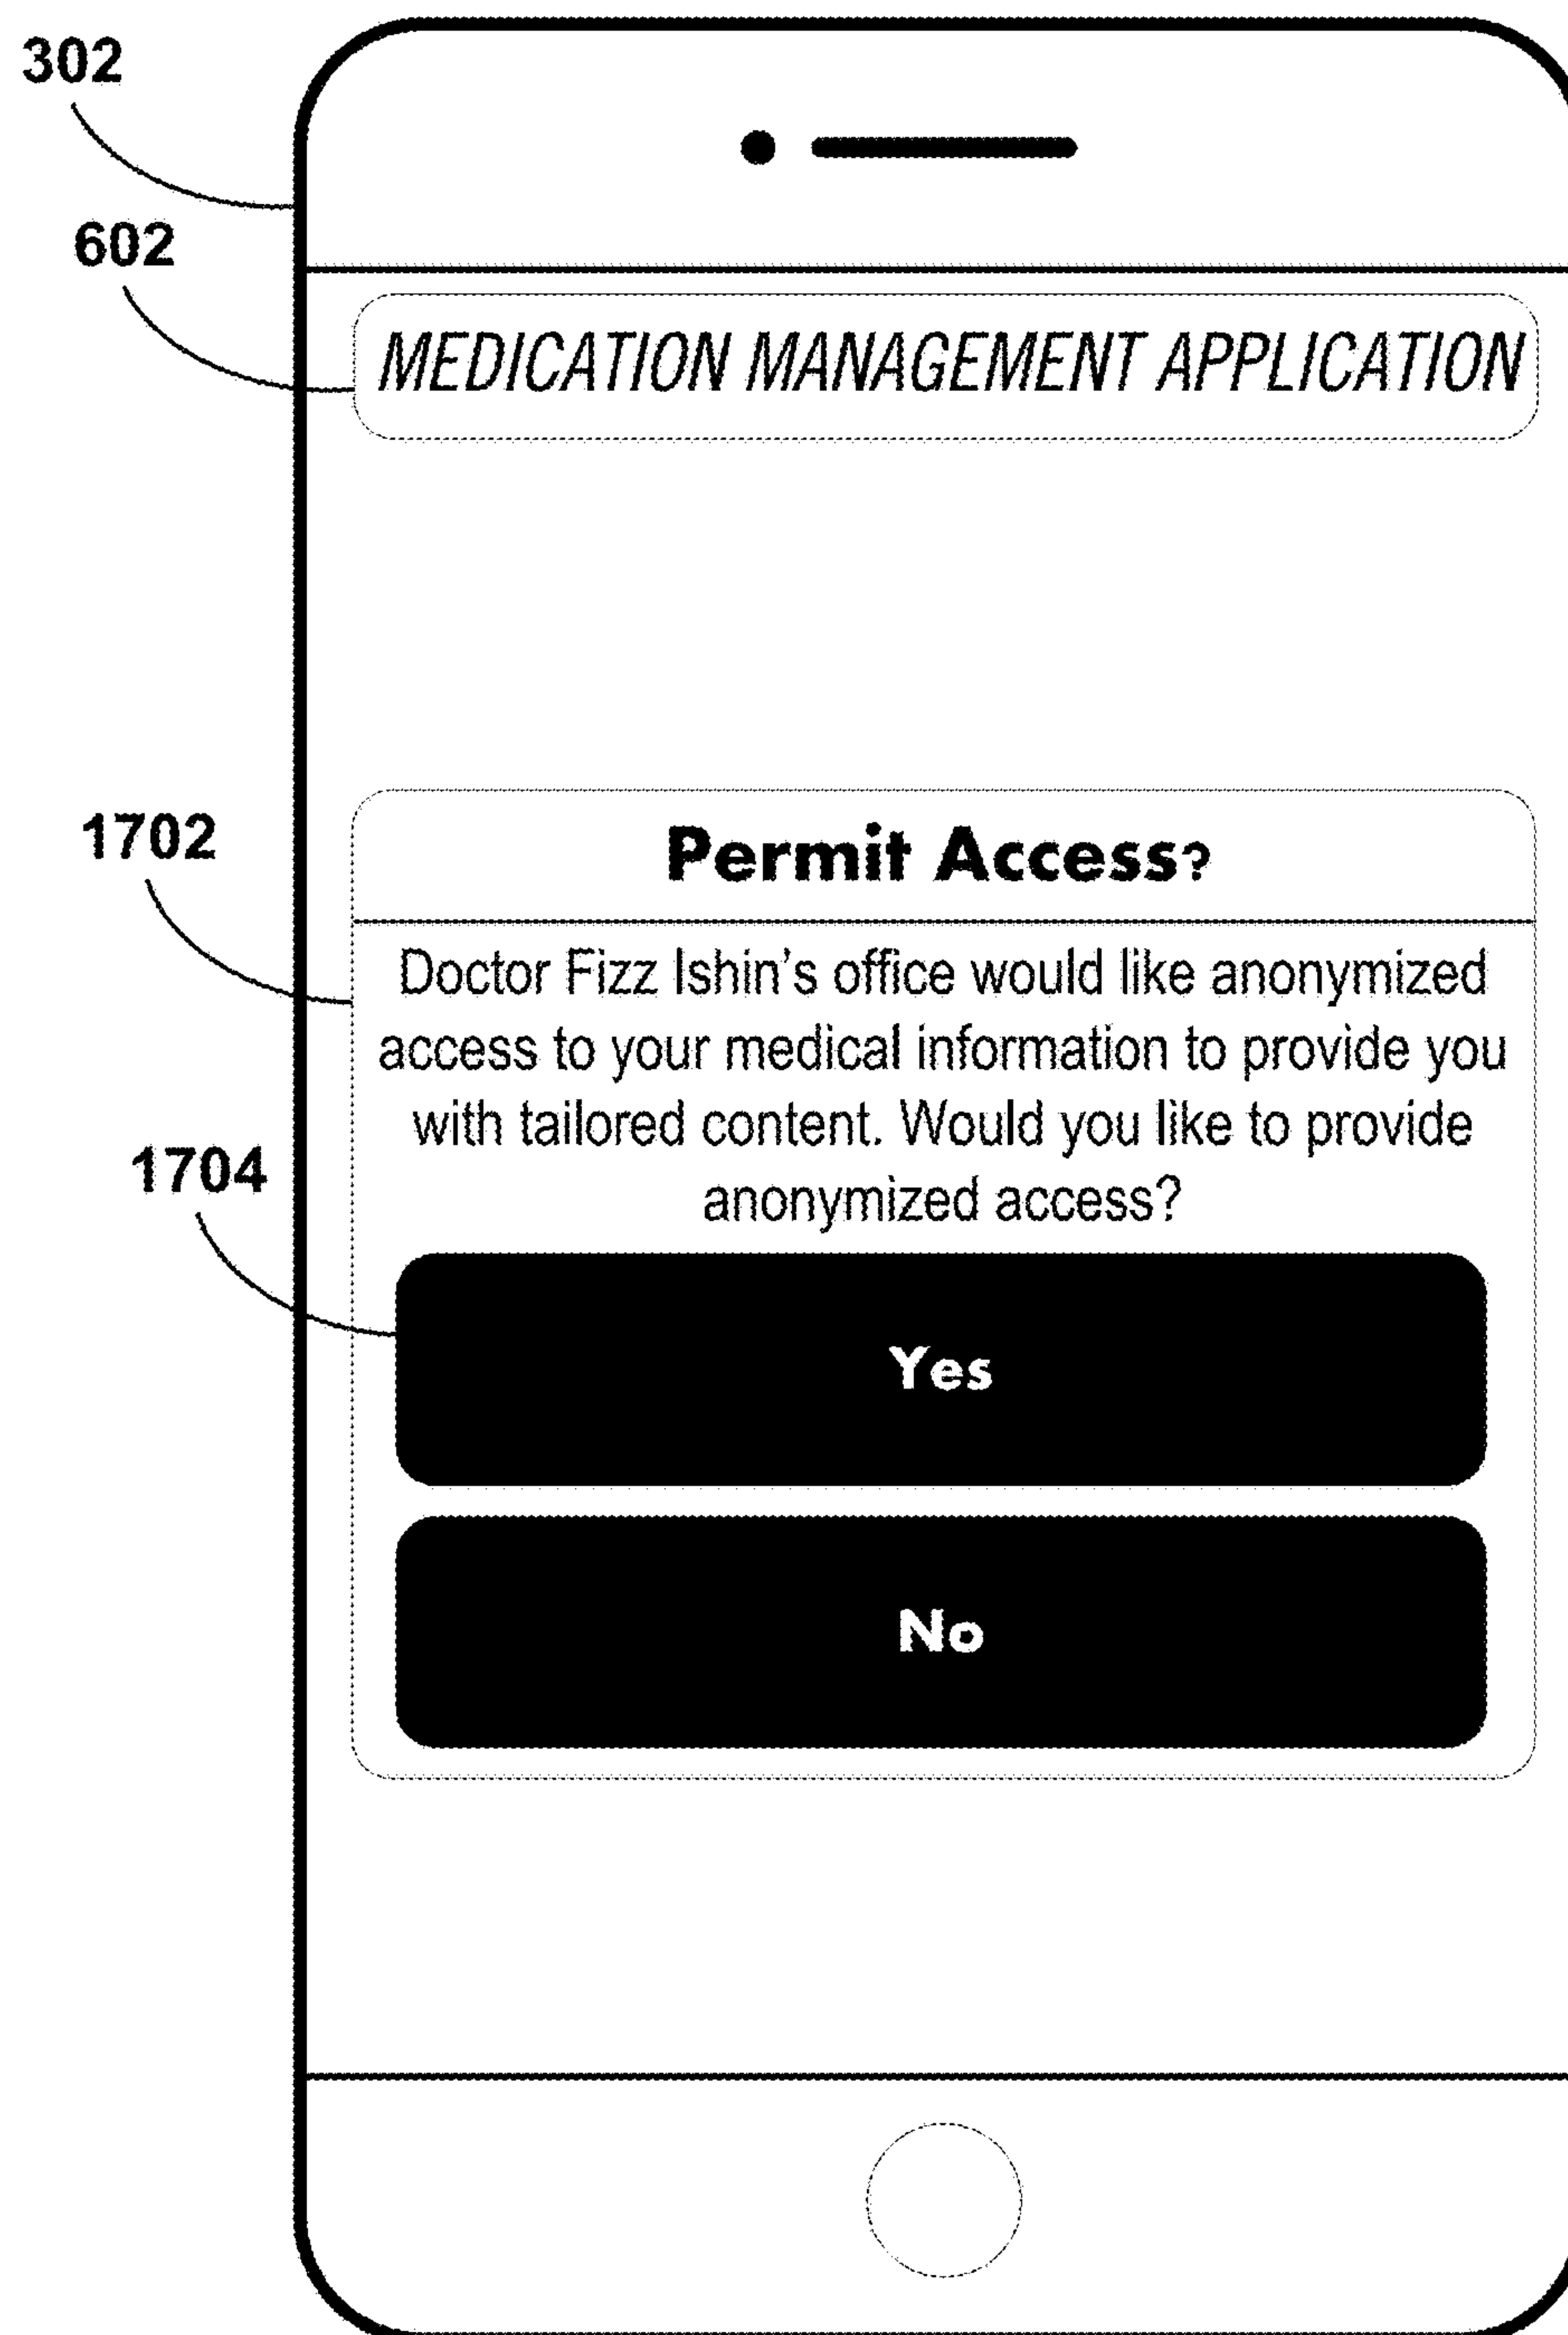 302
602
MEDICATION MANAGEMENT APPLICATION
1702
Permit Access?
Doctor Fizz Ishin's office would like anonymized
access to your medical information to provide you
with tailored content. Would you like to provide
1704
anonymized access?
Yes
No